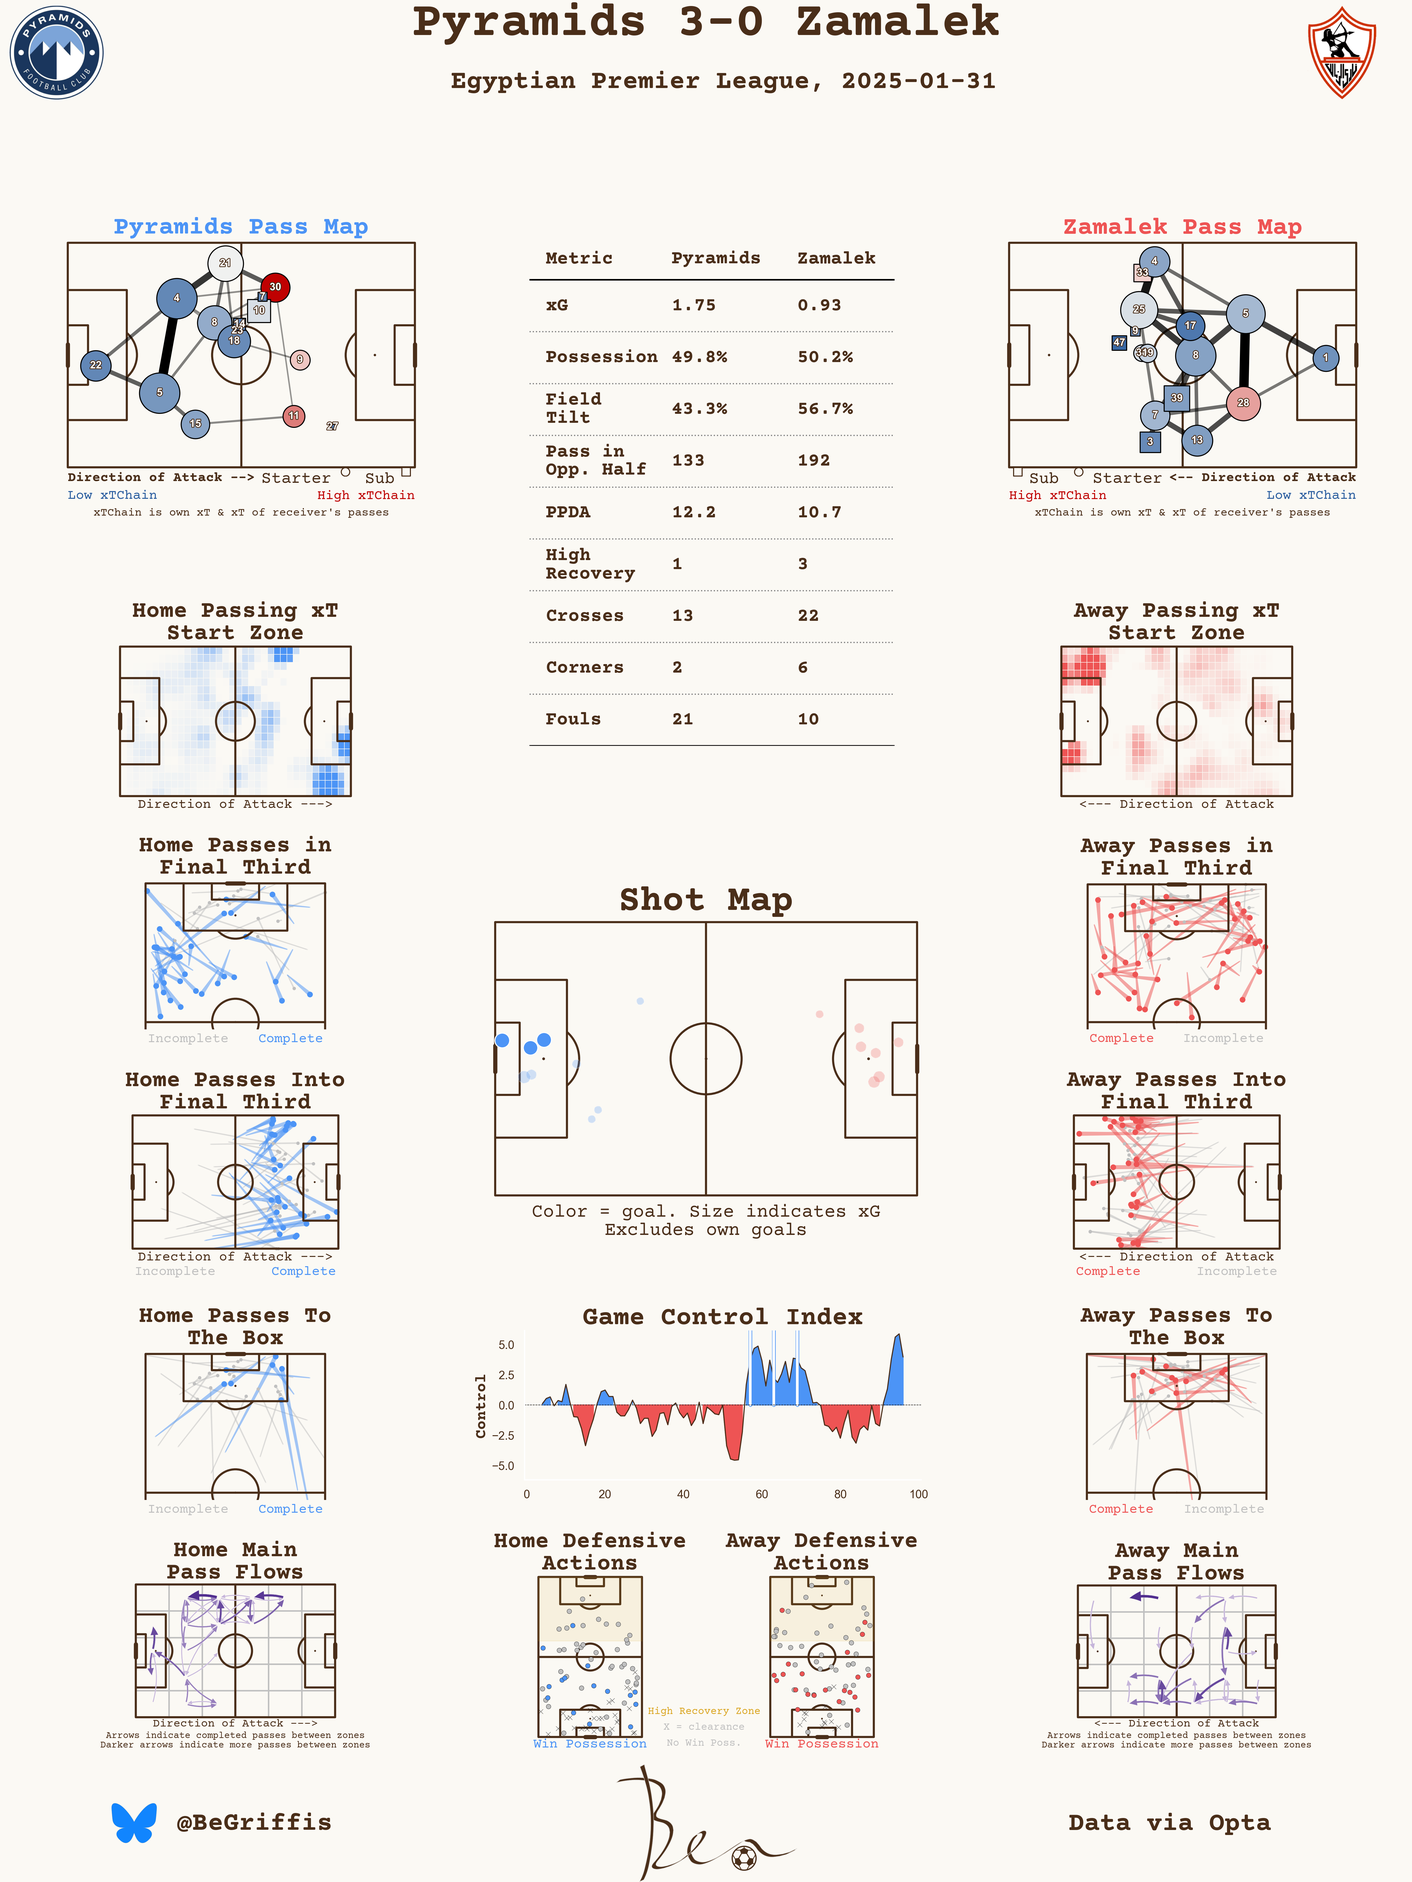 Pyramids 3-0 Zamalek
Egyptian Premier League, 2025-01-31
PYRAMIDS
FOOTBALL CLUB
Pyramids Pass Map
21
30
4
7
10
8
14
23
18
9
22
5
11
15
27
Direction of Attack --> Starter Sub
Low xTChain High xTChain
xTChain is own xT & xT of receiver's passes
Metric Pyramids Zamalek
xG 1.75 0.93
Possession 49.8% 50.2%
Field
Tilt 43.3% 56.7%
Pass in
Opp. Half 133 192
PPDA 12.2 10.7
High
Recovery 1 3
Crosses 13 22
Corners 2 6
Fouls 21 10
Zamalek Pass Map
4
33
25
5
17
9
47
19
8
1
39
28
7
3
13
Sub Starter <-- Direction of Attack
High xTChain Low xTChain
xTChain is own xT & xT of receiver's passes
Home Passing xT
Start Zone
Direction of Attack --->
Away Passing xT
Start Zone
<--- Direction of Attack
Home Passes in
Final Third
Incomplete Complete
Away Passes in
Final Third
Complete Incomplete
Shot Map
Color = goal. Size indicates xG
Excludes own goals
Home Passes Into
Final Third
Direction of Attack --->
Incomplete Complete
Away Passes Into
Final Third
<--- Direction of Attack
Complete Incomplete
Home Passes To
The Box
Incomplete Complete
Game Control Index
Control
5.0
2.5
0.0
−2.5
−5.0
0 20 40 60 80 100
Away Passes To
The Box
Complete Incomplete
Home Main
Pass Flows
Direction of Attack --->
Arrows indicate completed passes between zones
Darker arrows indicate more passes between zones
Home Defensive
Actions
Win Possession
High Recovery Zone
X = clearance
No Win Poss.
Away Defensive
Actions
Win Possession
Away Main
Pass Flows
<--- Direction of Attack
Arrows indicate completed passes between zones
Darker arrows indicate more passes between zones
@BeGriffis
Ben
Data via Opta